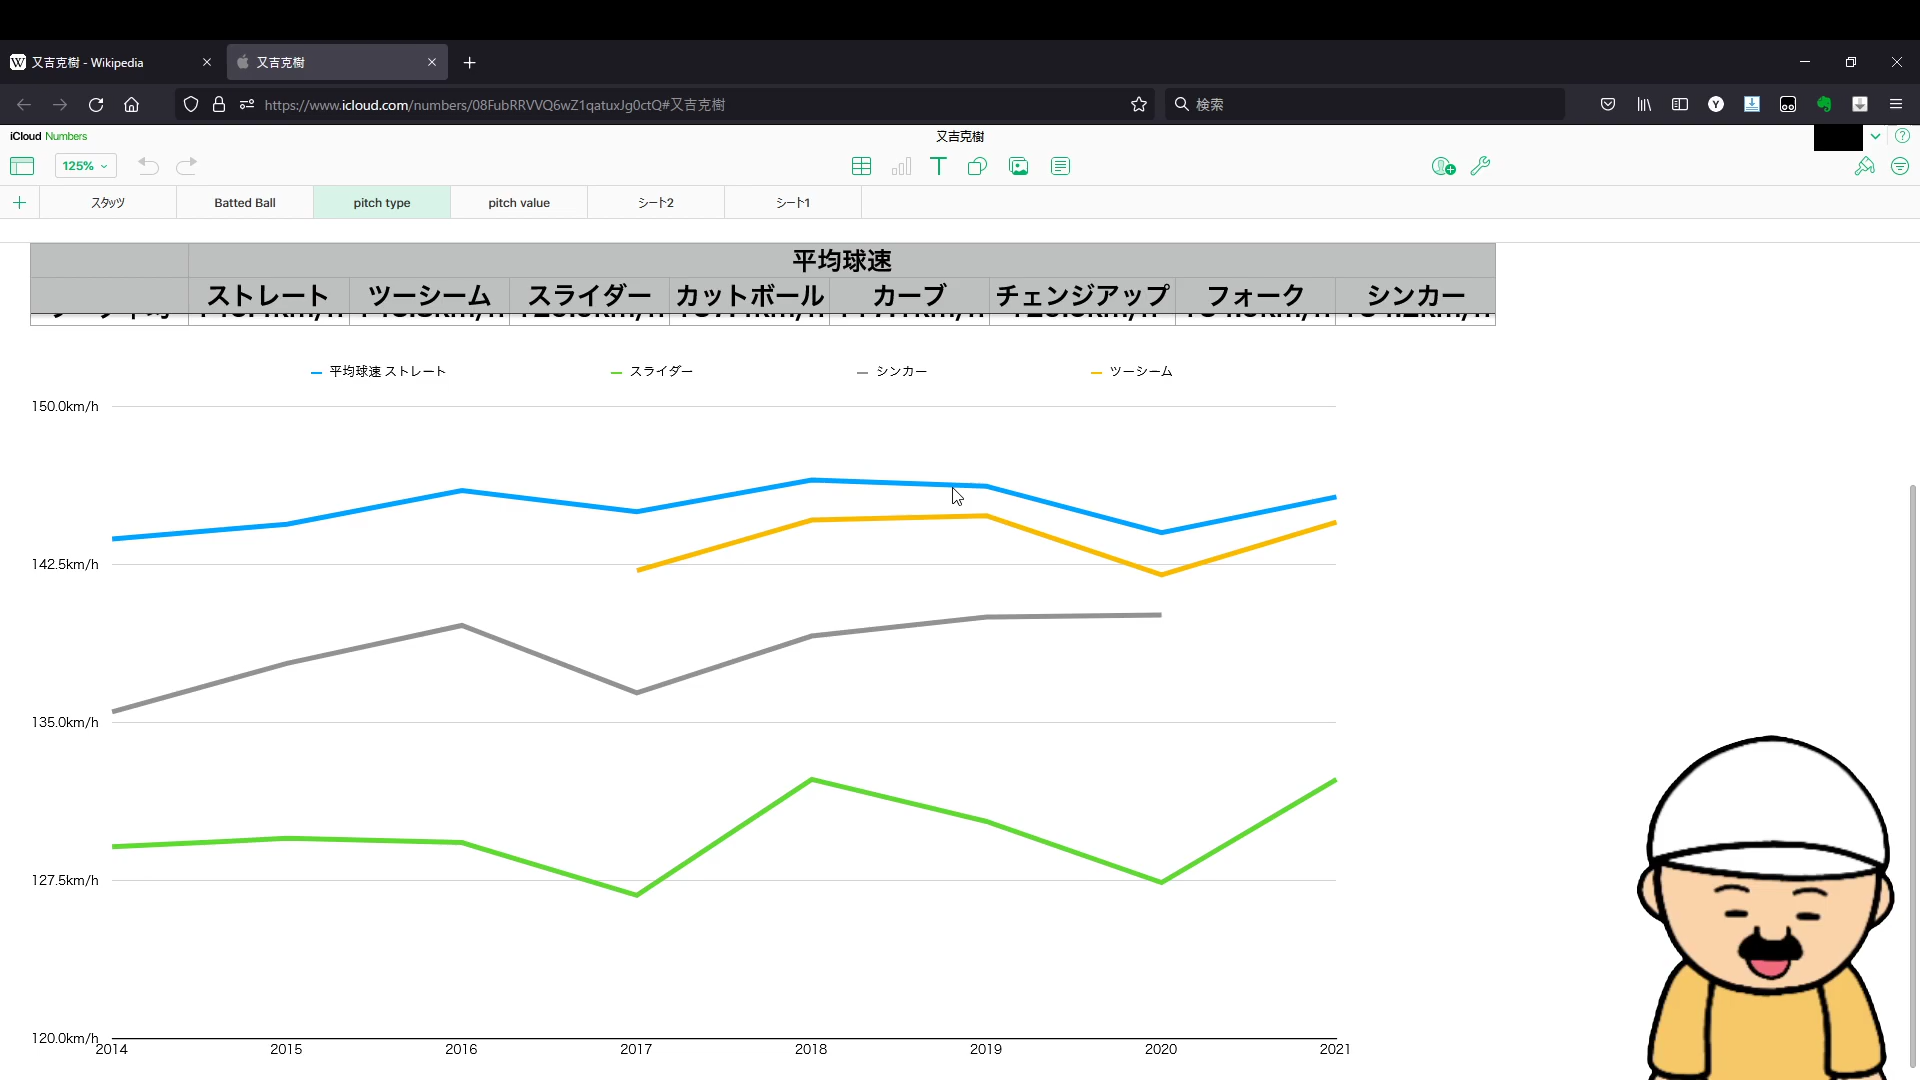 又吉克樹 - Wikipedia
又吉克樹
https://www.icloud.com/numbers/08FubRRVVQ6wZ1qatuxJg0ctQ#又吉克樹
検索
iCloud Numbers
又吉克樹
125%
スタッツ
Batted Ball
pitch type
pitch value
シート2
シート1
平均球速
ストレート ツーシーム スライダー カットボール カーブ チェンジアップ フォーク シンカー
平均球速 ストレート
スライダー
シンカー
ツーシーム
150.0km/h
142.5km/h
135.0km/h
127.5km/h
120.0km/h
2014 2015 2016 2017 2018 2019 2020 2021